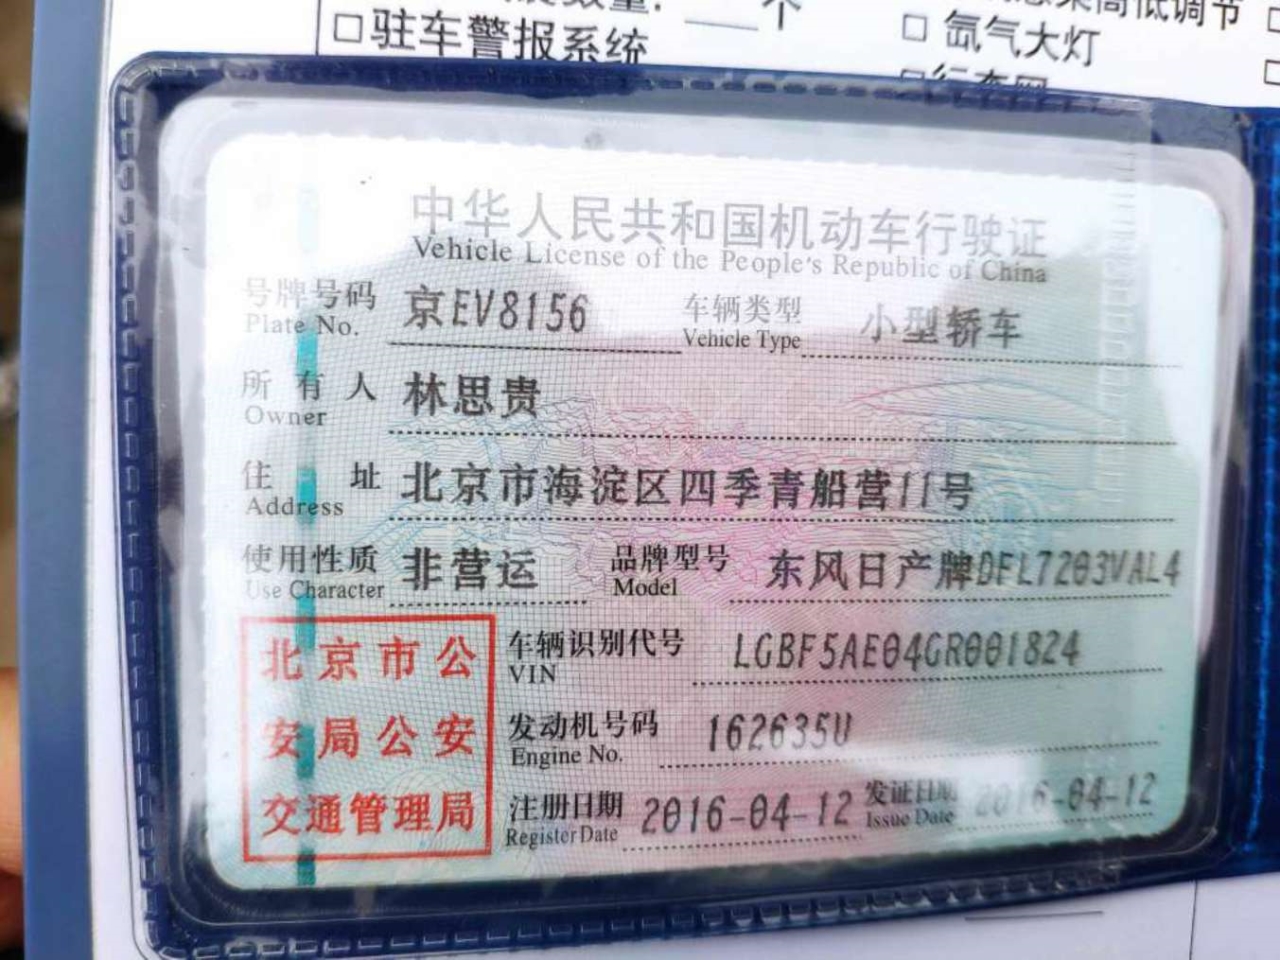 个
□驻车警报系统
□ 氙气大灯
中华人民共和国机动车行驶证
Vehicle License of the People's Republic of China
号牌号码 京EV8156 车辆类型 小型轿车
Plate No. Vehicle Type
所有人 林思贵
Owner
住址 北京市海淀区四季青船营11号
Address
使用性质 非营运 品牌型号 东风日产牌DFL7203VAL4
Use Character Model
北京市公
安局公安
交通管理局
车辆识别代号 LGBF5AE04GR001824
VIN
发动机号码 162635U
Engine No.
注册日期 2016-04-12 发证日期 2016-04-12
Register Date Issue Date